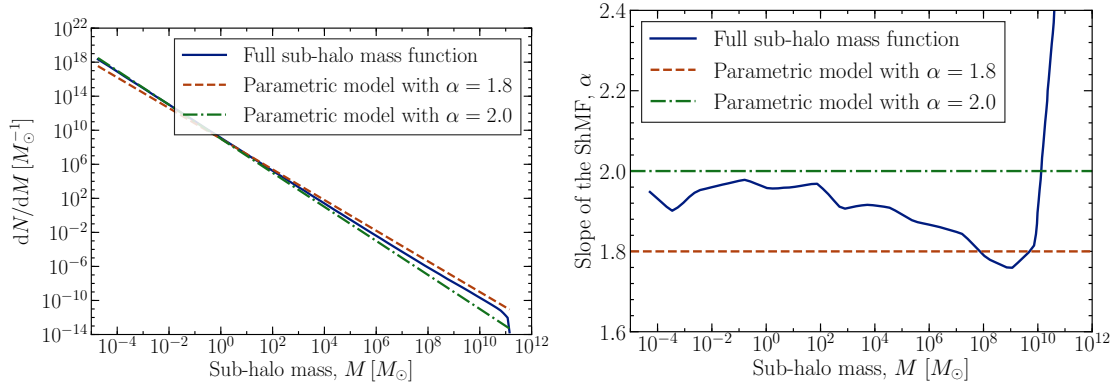 10^22
10^18
10^14
10^10
10^6
10^2
10^−2
10^−6
10^−10
10^−14
dN/dM [M_⊙^−1]
Full sub-halo mass function
Parametric model with α = 1.8
Parametric model with α = 2.0
10^−4 10^−2 10^0 10^2 10^4 10^6 10^8 10^10 10^12
Sub-halo mass, M [M_⊙]
2.4
2.2
2.0
1.8
1.6
Slope of the ShMF, α
Full sub-halo mass function
Parametric model with α = 1.8
Parametric model with α = 2.0
10^−4 10^−2 10^0 10^2 10^4 10^6 10^8 10^10 10^12
Sub-halo mass, M [M_⊙]